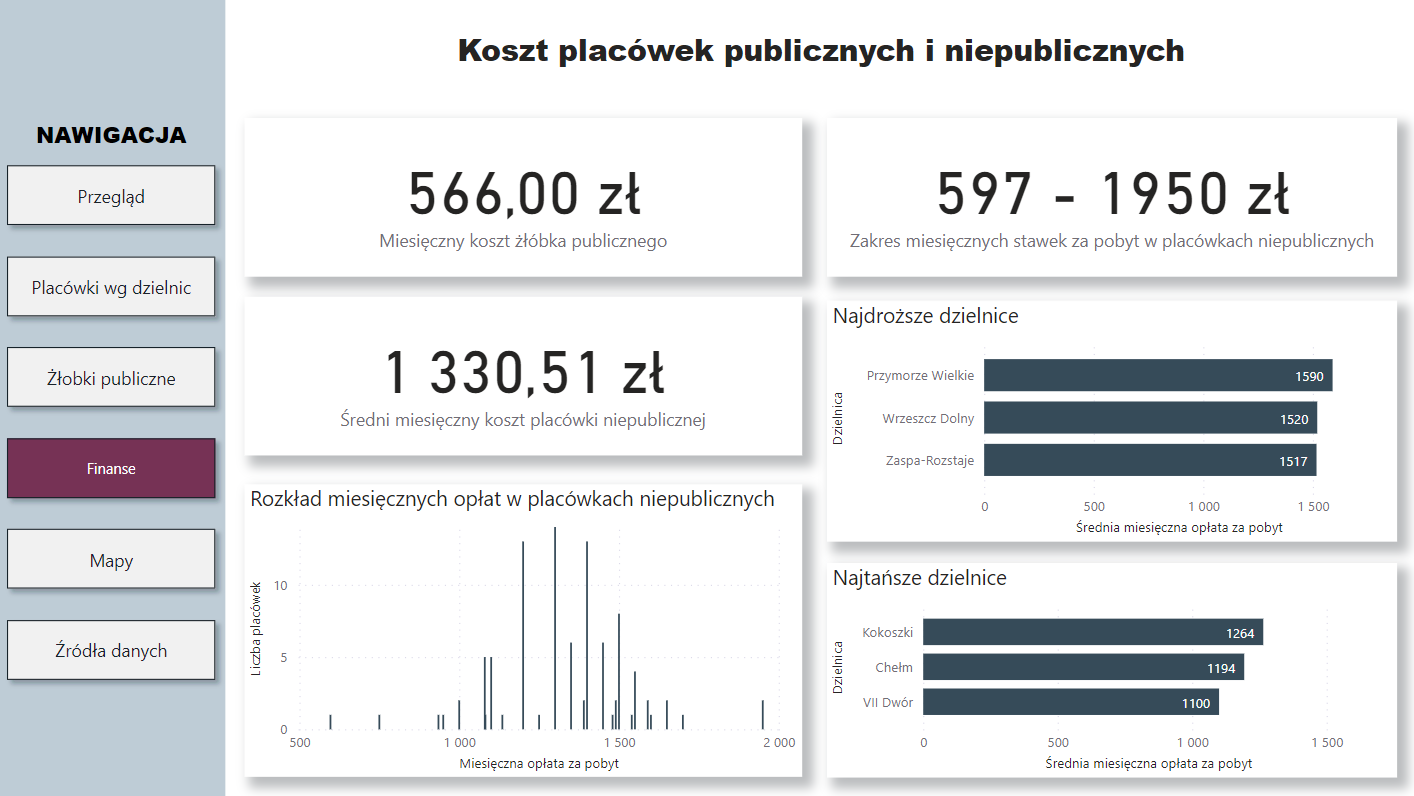 Koszt placówek publicznych i niepublicznych
NAWIGACJA
Przegląd
Placówki wg dzielnic
Żłobki publiczne
Finanse
Mapy
Źródła danych
566,00 zł
Miesięczny koszt żłóbka publicznego
597 - 1950 zł
Zakres miesięcznych stawek za pobyt w placówkach niepublicznych
1 330,51 zł
Średni miesięczny koszt placówki niepublicznej
Najdroższe dzielnice
Dzielnica
Przymorze Wielkie 1590
Wrzeszcz Dolny 1520
Zaspa-Rozstaje 1517
0 500 1 000 1 500
Średnia miesięczna opłata za pobyt
Rozkład miesięcznych opłat w placówkach niepublicznych
Liczba placówek
10
5
0
500 1 000 1 500 2 000
Miesięczna opłata za pobyt
Najtańsze dzielnice
Dzielnica
Kokoszki 1264
Chełm 1194
VII Dwór 1100
0 500 1 000 1 500
Średnia miesięczna opłata za pobyt